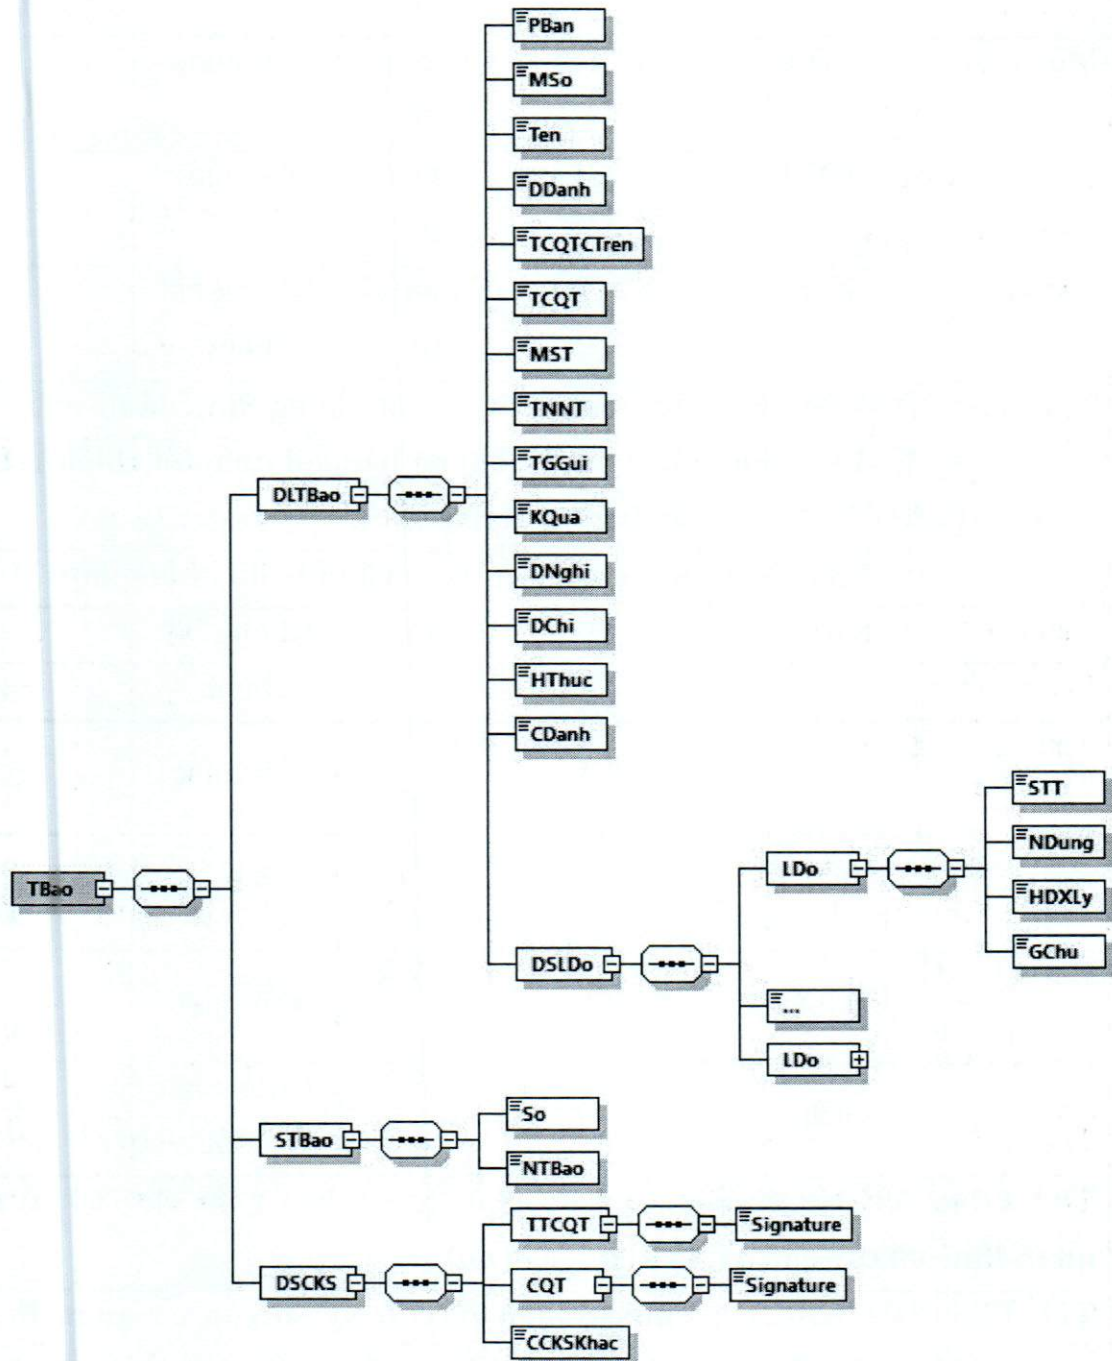 PBan
MSo
Ten
DDanh
TCQTCTren
TCQT
MST
TNNT
TGGui
DLTBao
KQua
DNghi
DChi
HThuc
CDanh
STT
NDung
LDo
HDXLy
GChu
TBao
DSLDo
...
LDo
So
STBao
NTBao
TTCQT
Signature
DSCKS
CQT
Signature
CCKSKhac